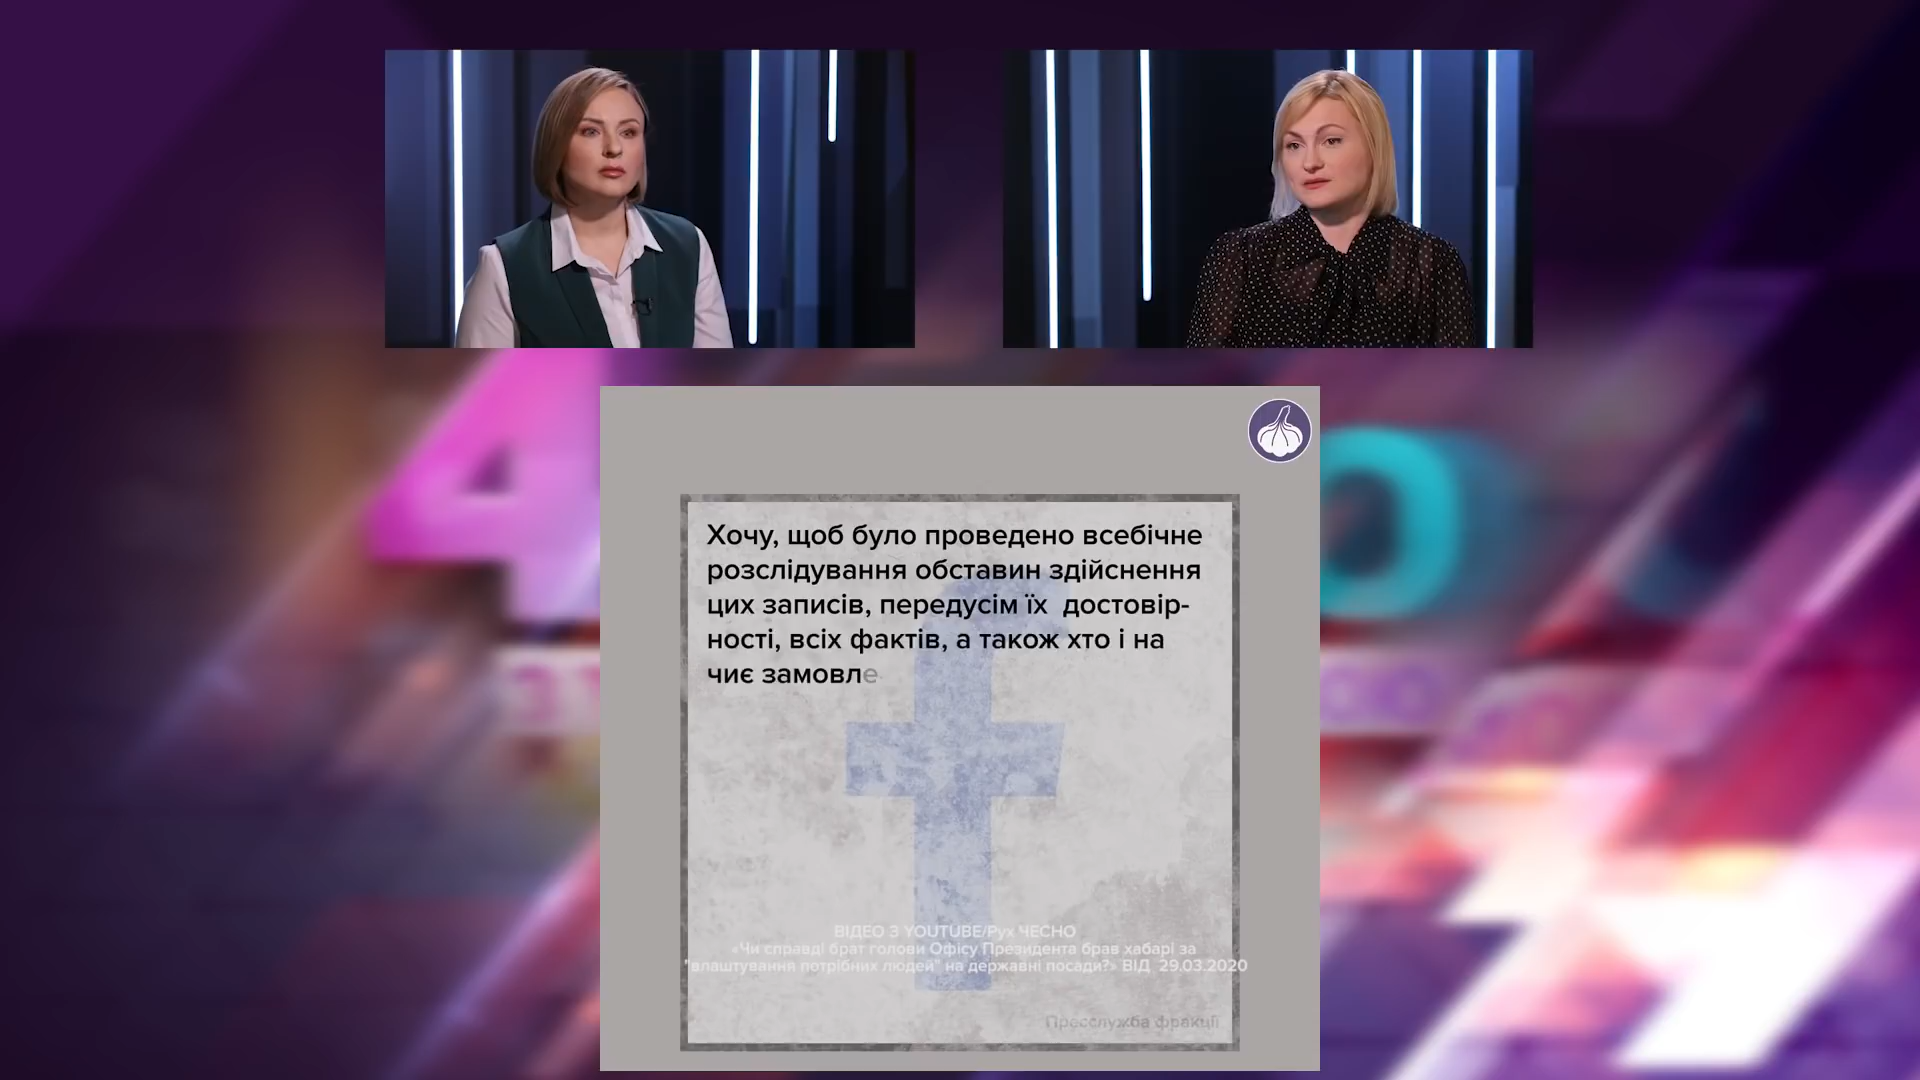 Хочу, щоб було проведено всебічне
розслідування обставин здійснення
цих записів, передусім їх достовір-
ності, всіх фактів, а також хто і на
чиє замовле
ВІДЕО З YOUTUBE/Рух ЧЕСНО
«Чи справді брат голови Офісу Президента брав хабарі за
"влаштування потрібних людей" на державні посади?» ВІД 29.03.2020
Пресслужба фракції